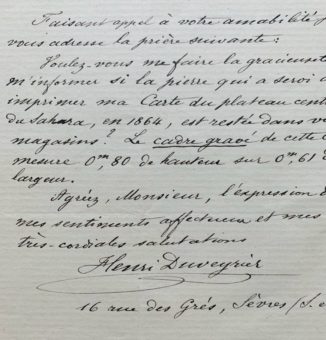 Faisant appel à votre amabilité j
vous adresse la prière suivante :
Voulez-vous me faire la gracieuse
m'informer si la pierre qui a servi
imprimer ma Carte du plateau cent
du Sahara, en 1864, est restée dans v
magasins ? Le cadre gravé de cette
mesure 0m,80 de hauteur sur 0m,61 d
largeur.
Agréez, Monsieur, l'expression d
mes sentiments affectueux et mes
très-cordiales salutations
Henri Duveyrier
16 rue des Grés, Sèvres (S. e